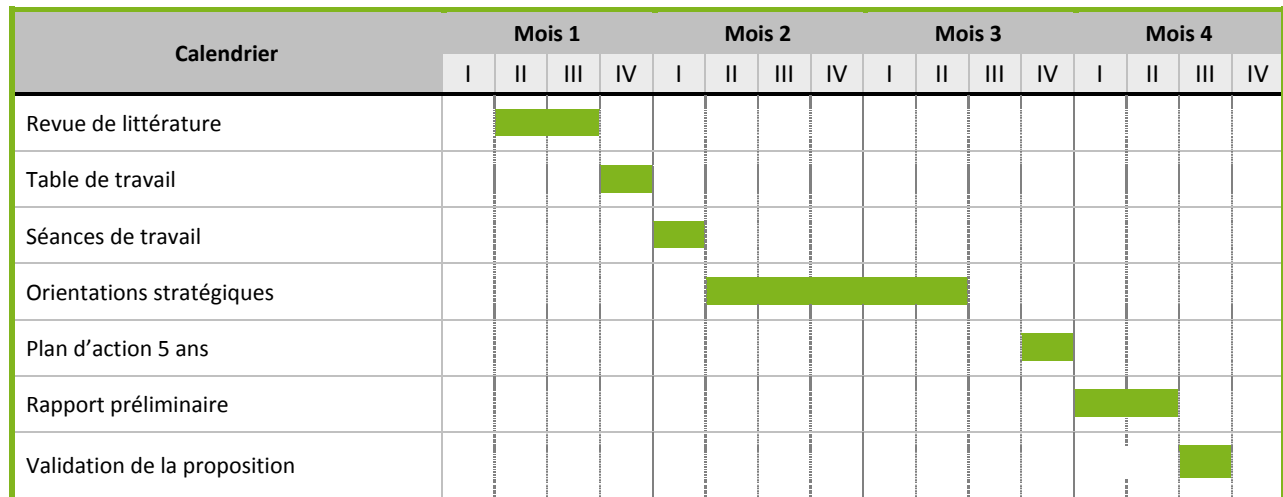 Calendrier
Mois 1 Mois 2 Mois 3 Mois 4
I II III IV I II III IV I II III IV I II III IV
Revue de littérature
Table de travail
Séances de travail
Orientations stratégiques
Plan d’action 5 ans
Rapport préliminaire
Validation de la proposition